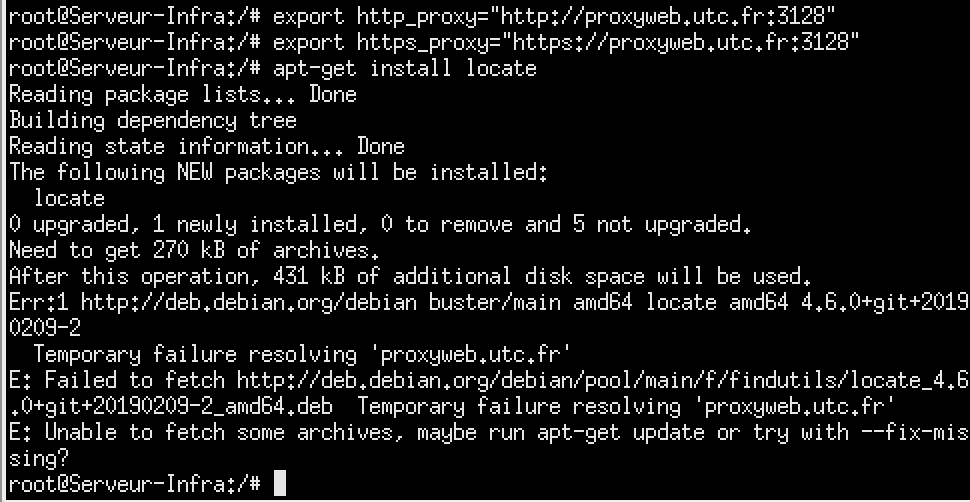 root@Serveur-Infra:/# export http_proxy="http://proxyweb.utc.fr:3128"
root@Serveur-Infra:/# export https_proxy="https://proxyweb.utc.fr:3128"
root@Serveur-Infra:/# apt-get install locate
Reading package lists... Done
Building dependency tree
Reading state information... Done
The following NEW packages will be installed:
  locate
0 upgraded, 1 newly installed, 0 to remove and 5 not upgraded.
Need to get 270 kB of archives.
After this operation, 431 kB of additional disk space will be used.
Err:1 http://deb.debian.org/debian buster/main amd64 locate amd64 4.6.0+git+2019
0209-2
  Temporary failure resolving 'proxyweb.utc.fr'
E: Failed to fetch http://deb.debian.org/debian/pool/main/f/findutils/locate_4.6
.0+git+20190209-2_amd64.deb  Temporary failure resolving 'proxyweb.utc.fr'
E: Unable to fetch some archives, maybe run apt-get update or try with --fix-mis
sing?
root@Serveur-Infra:/#